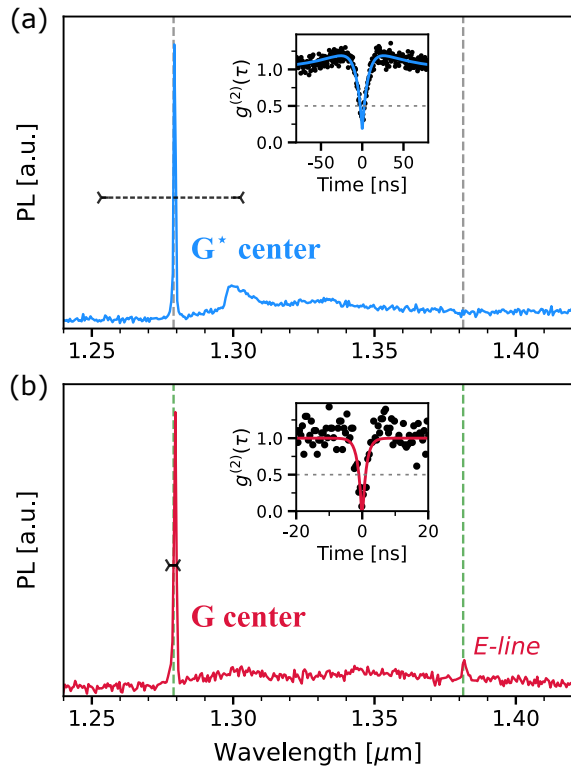 (a)
PL [a.u.]
g(2)(τ)
1.0
0.5
0.0
-50 0 50
Time [ns]
G* center
1.25 1.30 1.35 1.40
(b)
PL [a.u.]
g(2)(τ)
1.0
0.5
0.0
-20 0 20
Time [ns]
G center
E-line
1.25 1.30 1.35 1.40
Wavelength [μm]